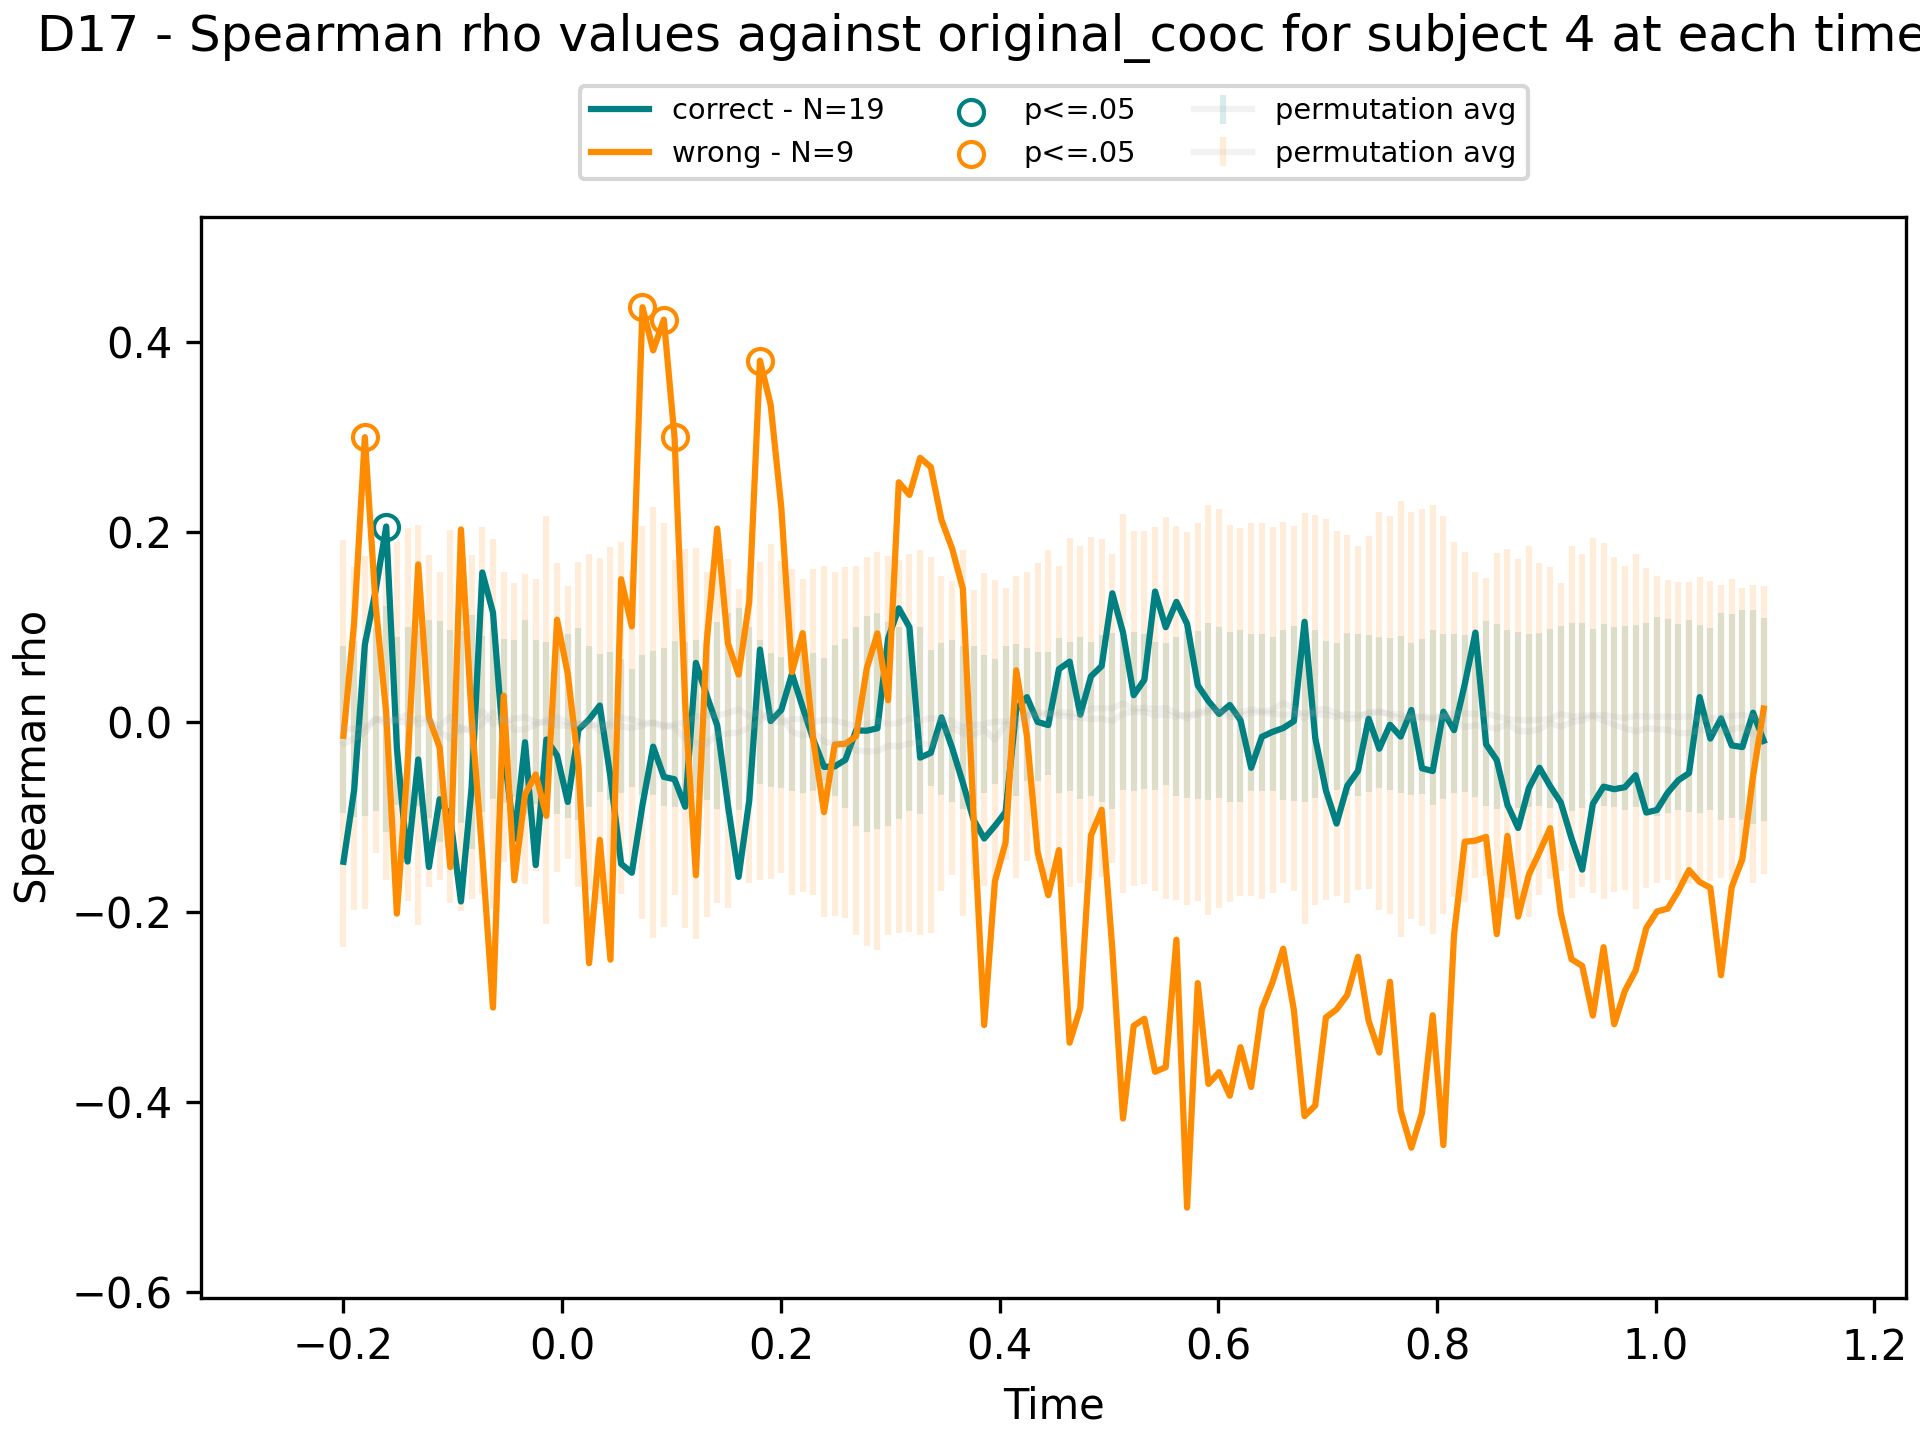 D17 - Spearman rho values against original_cooc for subject 4 at each time
correct - N=19
wrong - N=9
p<=.05
p<=.05
permutation avg
permutation avg
Spearman rho
0.4
0.2
0.0
−0.2
−0.4
−0.6
−0.2
0.0
0.2
0.4
0.6
0.8
1.0
1.2
Time